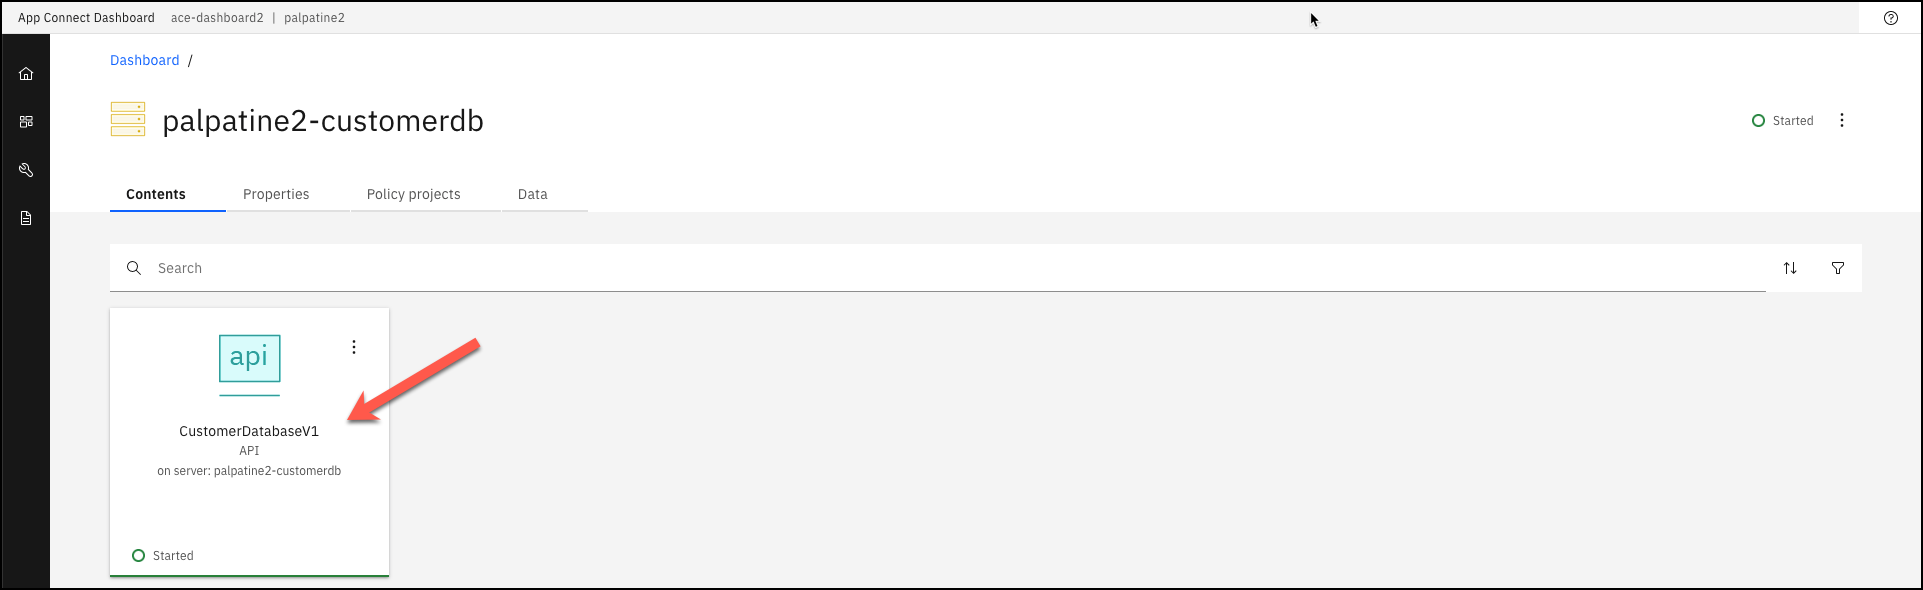 App Connect Dashboard ace-dashboard2 | palpatine2
Dashboard /
palpatine2-customerdb
Started
Contents Properties Policy projects Data
Search
api
CustomerDatabaseV1
API
on server: palpatine2-customerdb
Started